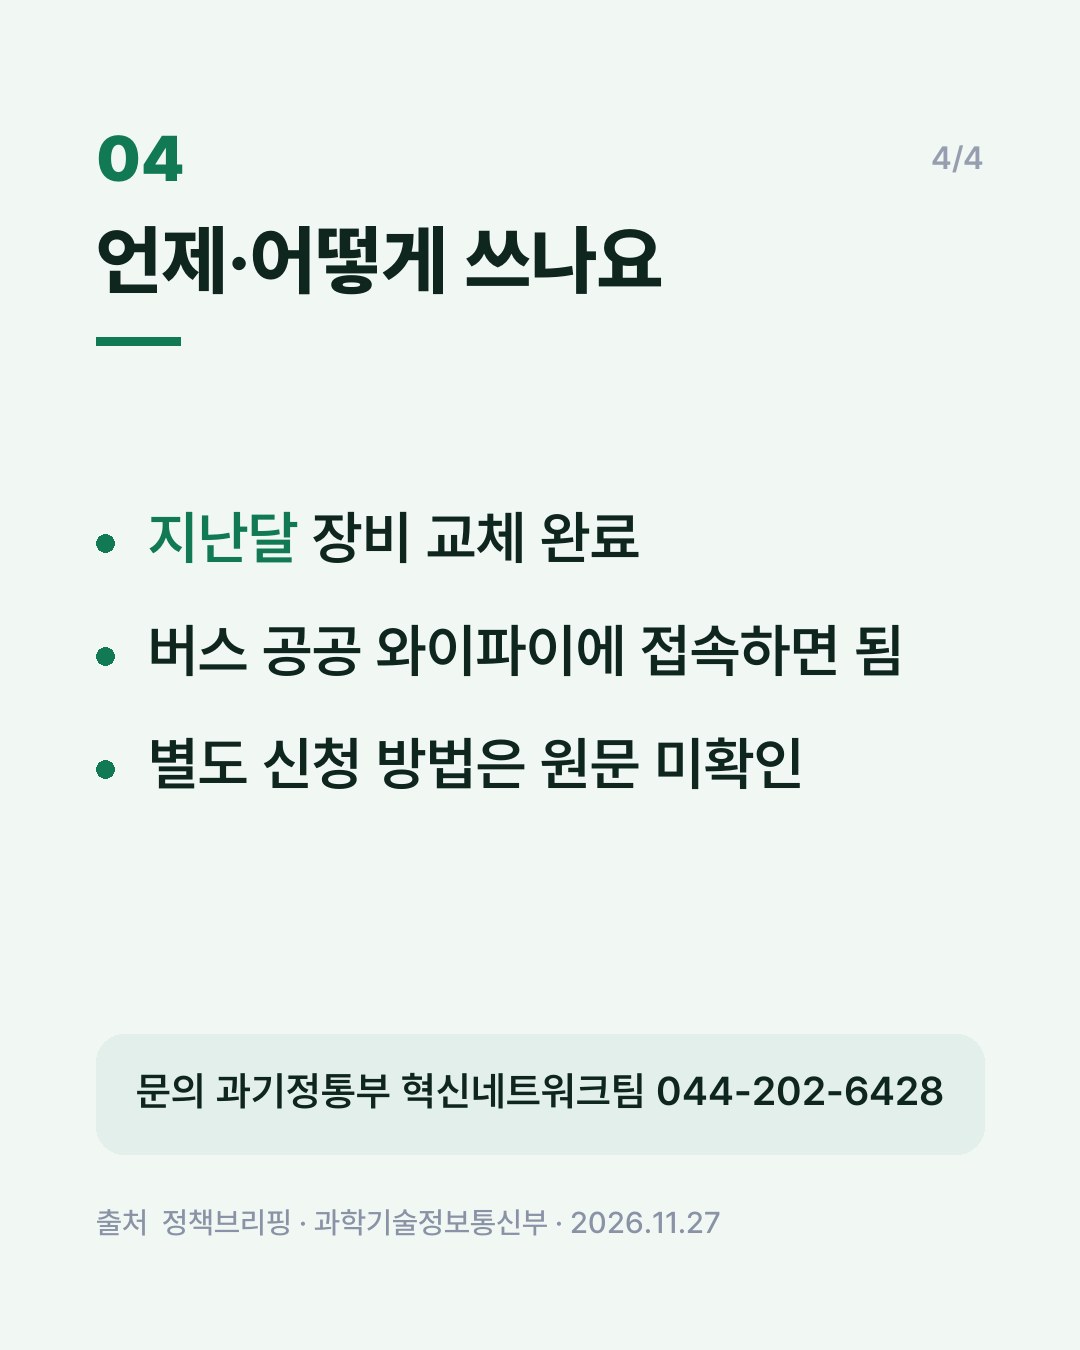 04
4/4
언제·어떻게 쓰나요
지난달 장비 교체 완료
버스 공공 와이파이에 접속하면 됨
별도 신청 방법은 원문 미확인
문의 과기정통부 혁신네트워크팀 044-202-6428
출처 정책브리핑 · 과학기술정보통신부 · 2026.11.27